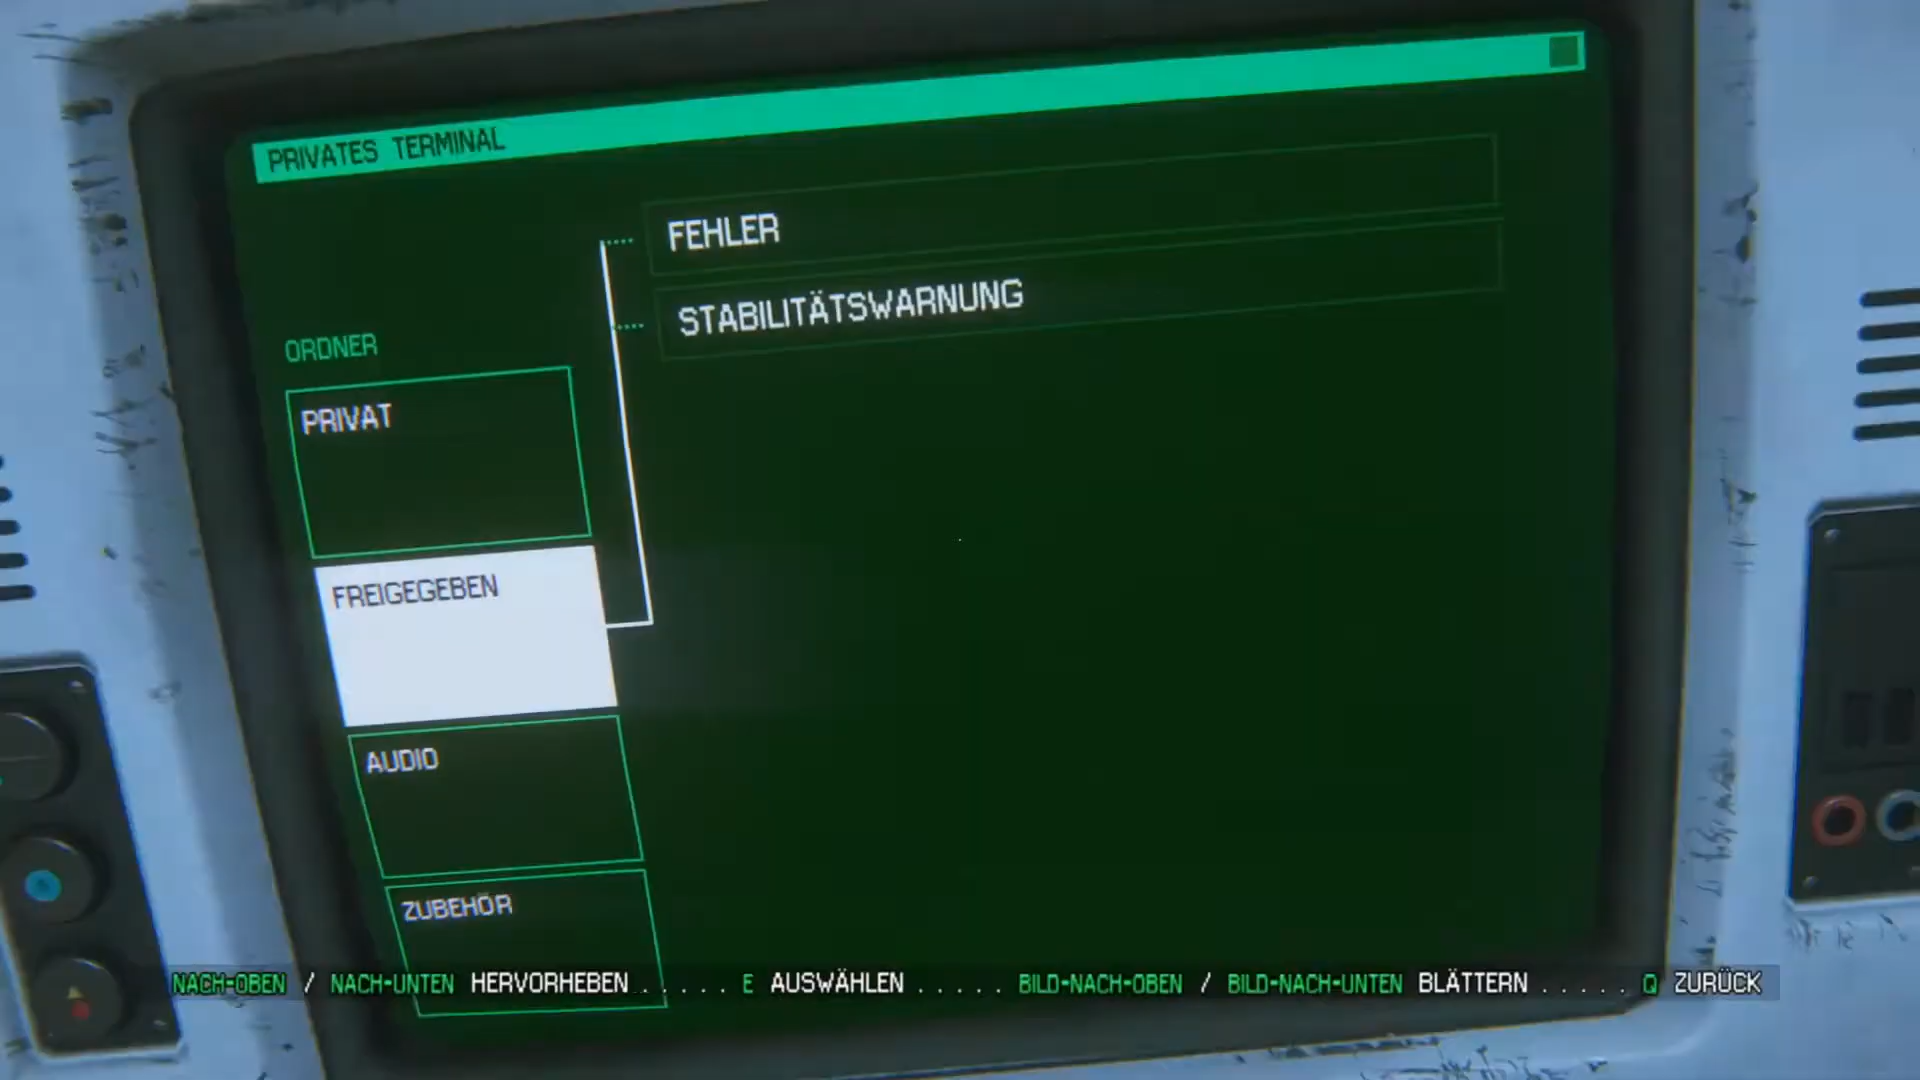 PRIVATES TERMINAL
FEHLER
STABILITÄTSWARNUNG
ORDNER
PRIVAT
FREIGEGEBEN
AUDIO
ZUBEHÖR
NACH-OBEN / NACH-UNTEN HERVORHEBEN ..... E AUSWÄHLEN ..... BILD-NACH-OBEN / BILD-NACH-UNTEN BLÄTTERN ..... Q ZURÜCK